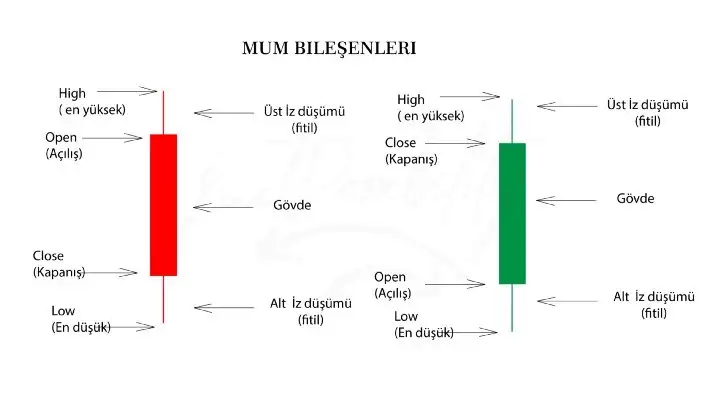 MUM BILEŞENLERI
High
( en yüksek)
Open
(Açılış)
Close
(Kapanış)
Low
(En düşük)
Üst İz düşümü
(fitil)
Gövde
Alt İz düşümü
(fitil)
High
( en yüksek)
Close
(Kapanış)
Open
(Açılış)
Low
(En düşük)
Üst İz düşümü
(fitil)
Gövde
Alt İz düşümü
(fitil)